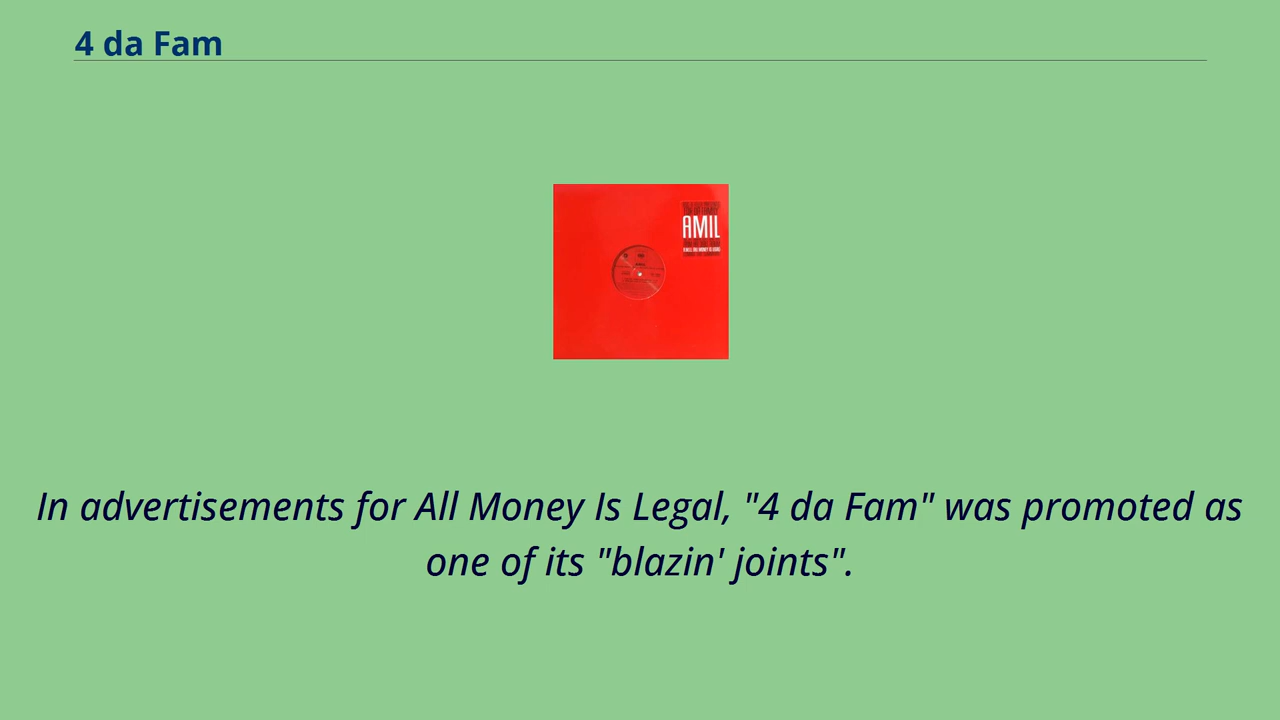 4 da Fam
AMIL
In advertisements for All Money Is Legal, "4 da Fam" was promoted as
one of its "blazin' joints".